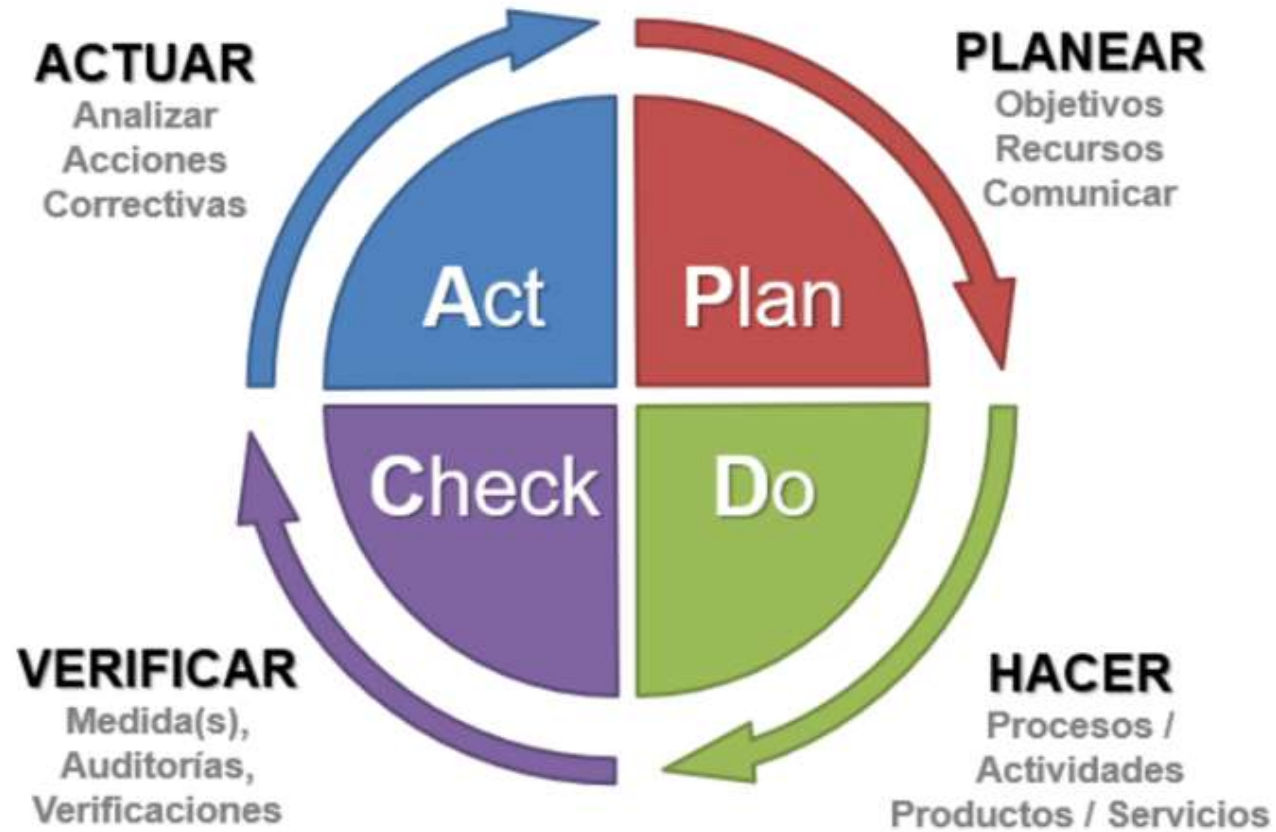 ACTUAR
Analizar
Acciones
Correctivas
PLANEAR
Objetivos
Recursos
Comunicar
Act
Plan
Check
Do
VERIFICAR
Medida(s),
Auditorías,
Verificaciones
HACER
Procesos /
Actividades
Productos / Servicios